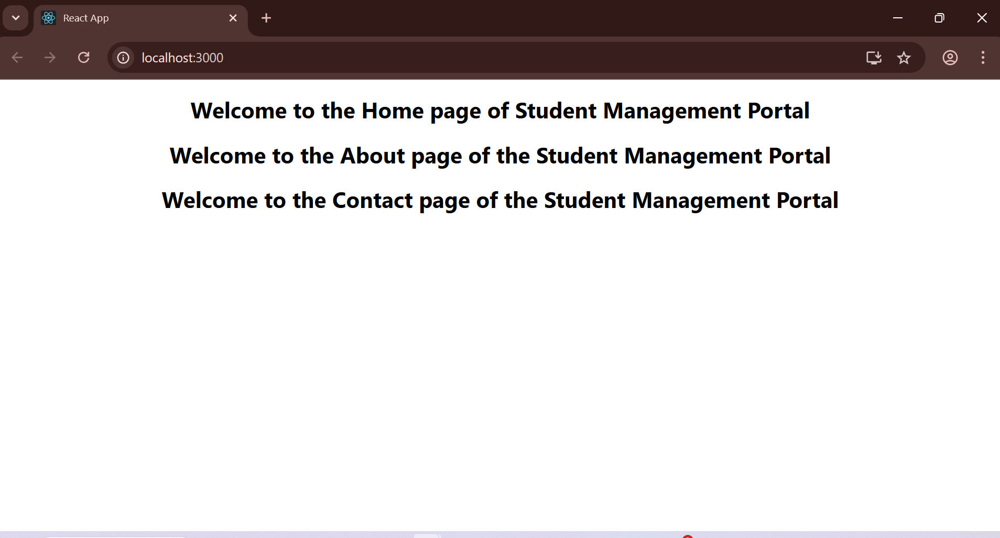 React App
localhost:3000
Welcome to the Home page of Student Management Portal
Welcome to the About page of the Student Management Portal
Welcome to the Contact page of the Student Management Portal